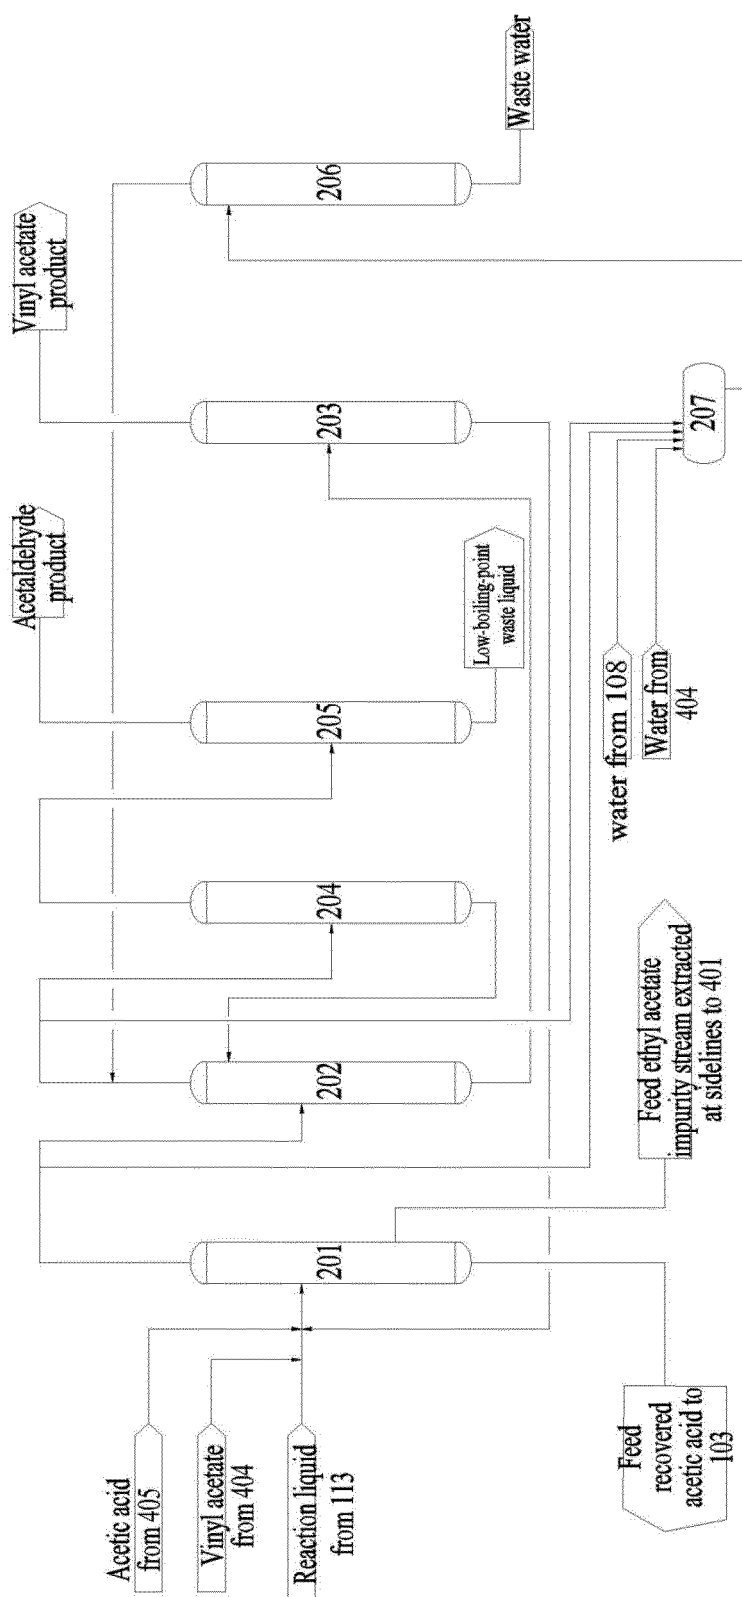 Acetic acid
from 405
Vinyl acetate
from 404
Reaction liquid
from 113
Feed
recovered
acetic acid to
103
201
Feed ethyl acetate
impurity stream extracted
at sidelines to 401
202
204
205
Acetaldehyde
product
Low-boiling-point
waste liquid
water from 108
Water from
404
203
Vinyl acetate
product
207
206
Waste water